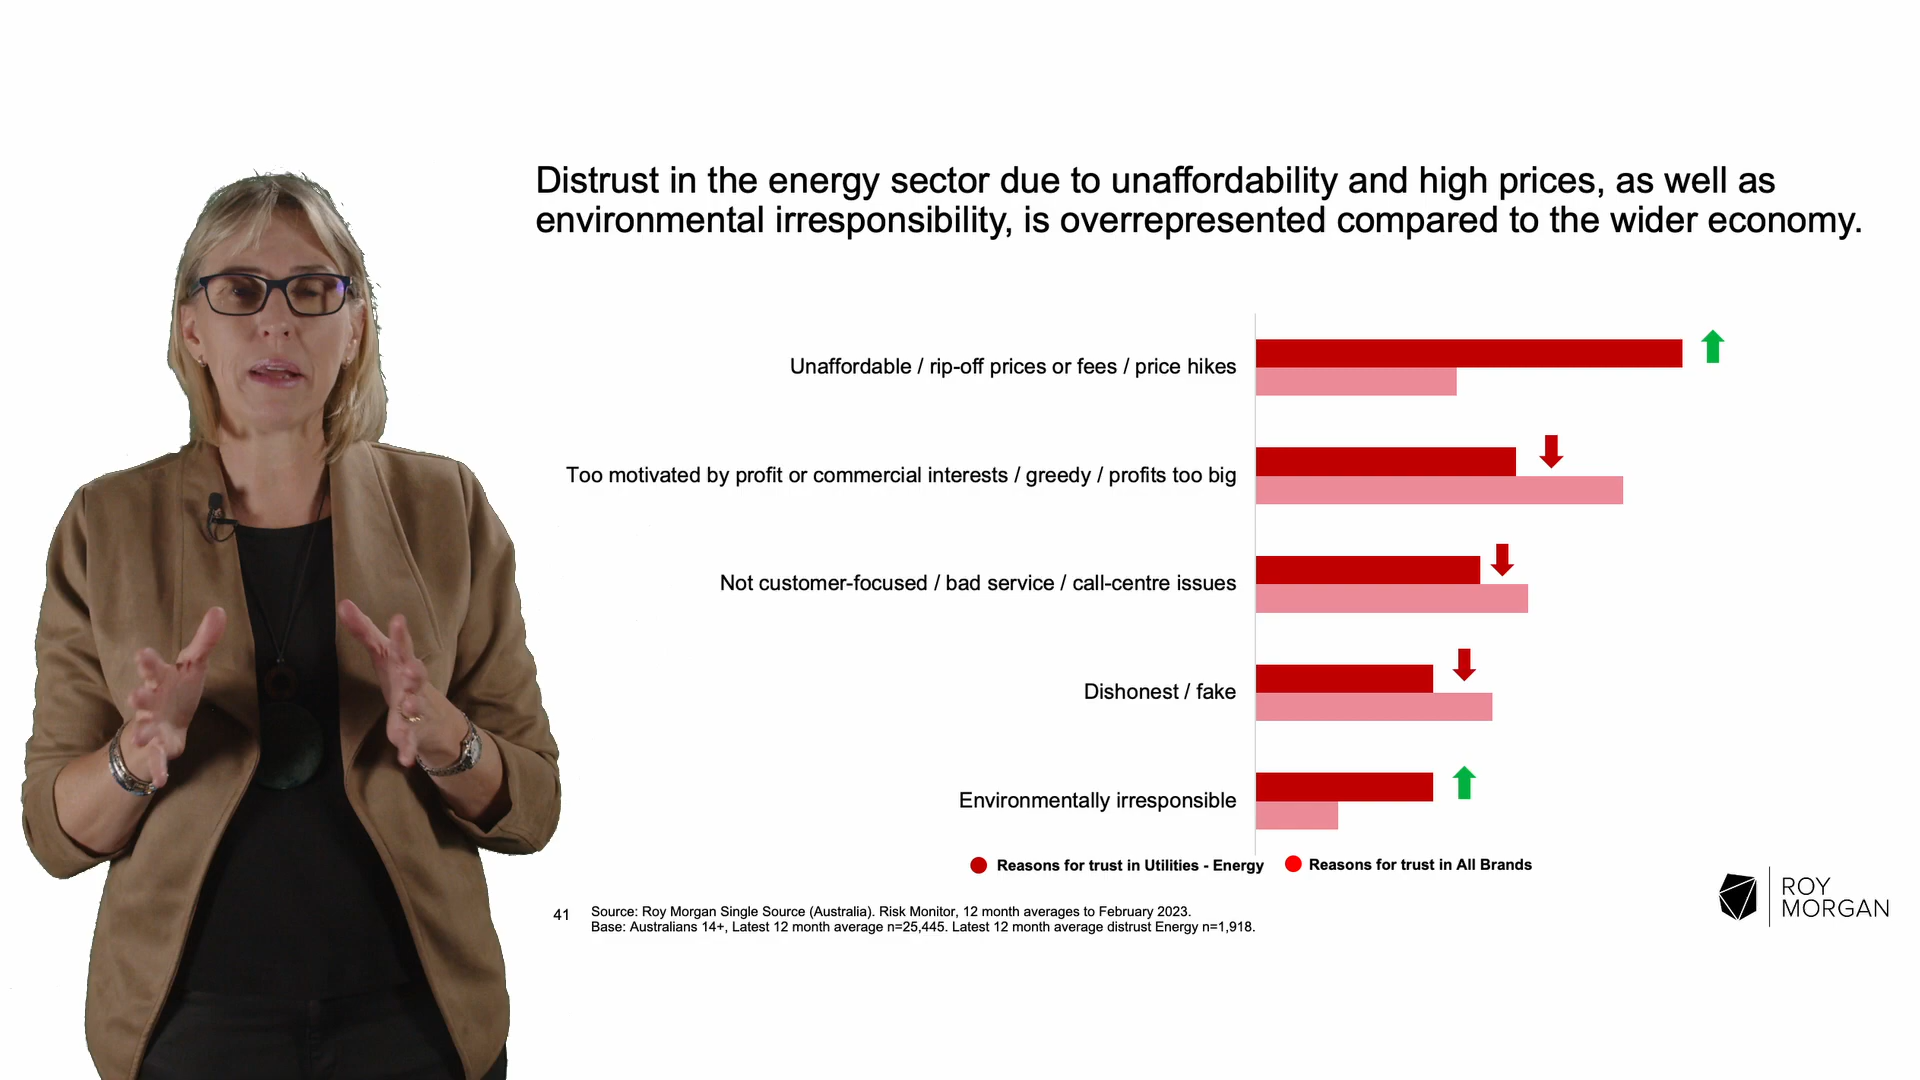 Distrust in the energy sector due to unaffordability and high prices, as well as
environmental irresponsibility, is overrepresented compared to the wider economy.
Unaffordable / rip-off prices or fees / price hikes
Too motivated by profit or commercial interests / greedy / profits too big
Not customer-focused / bad service / call-centre issues
Dishonest / fake
Environmentally irresponsible
Reasons for trust in Utilities - Energy
Reasons for trust in All Brands
41
Source: Roy Morgan Single Source (Australia). Risk Monitor, 12 month averages to February 2023.
Base: Australians 14+, Latest 12 month average n=25,445. Latest 12 month average distrust Energy n=1,918.
ROY
MORGAN